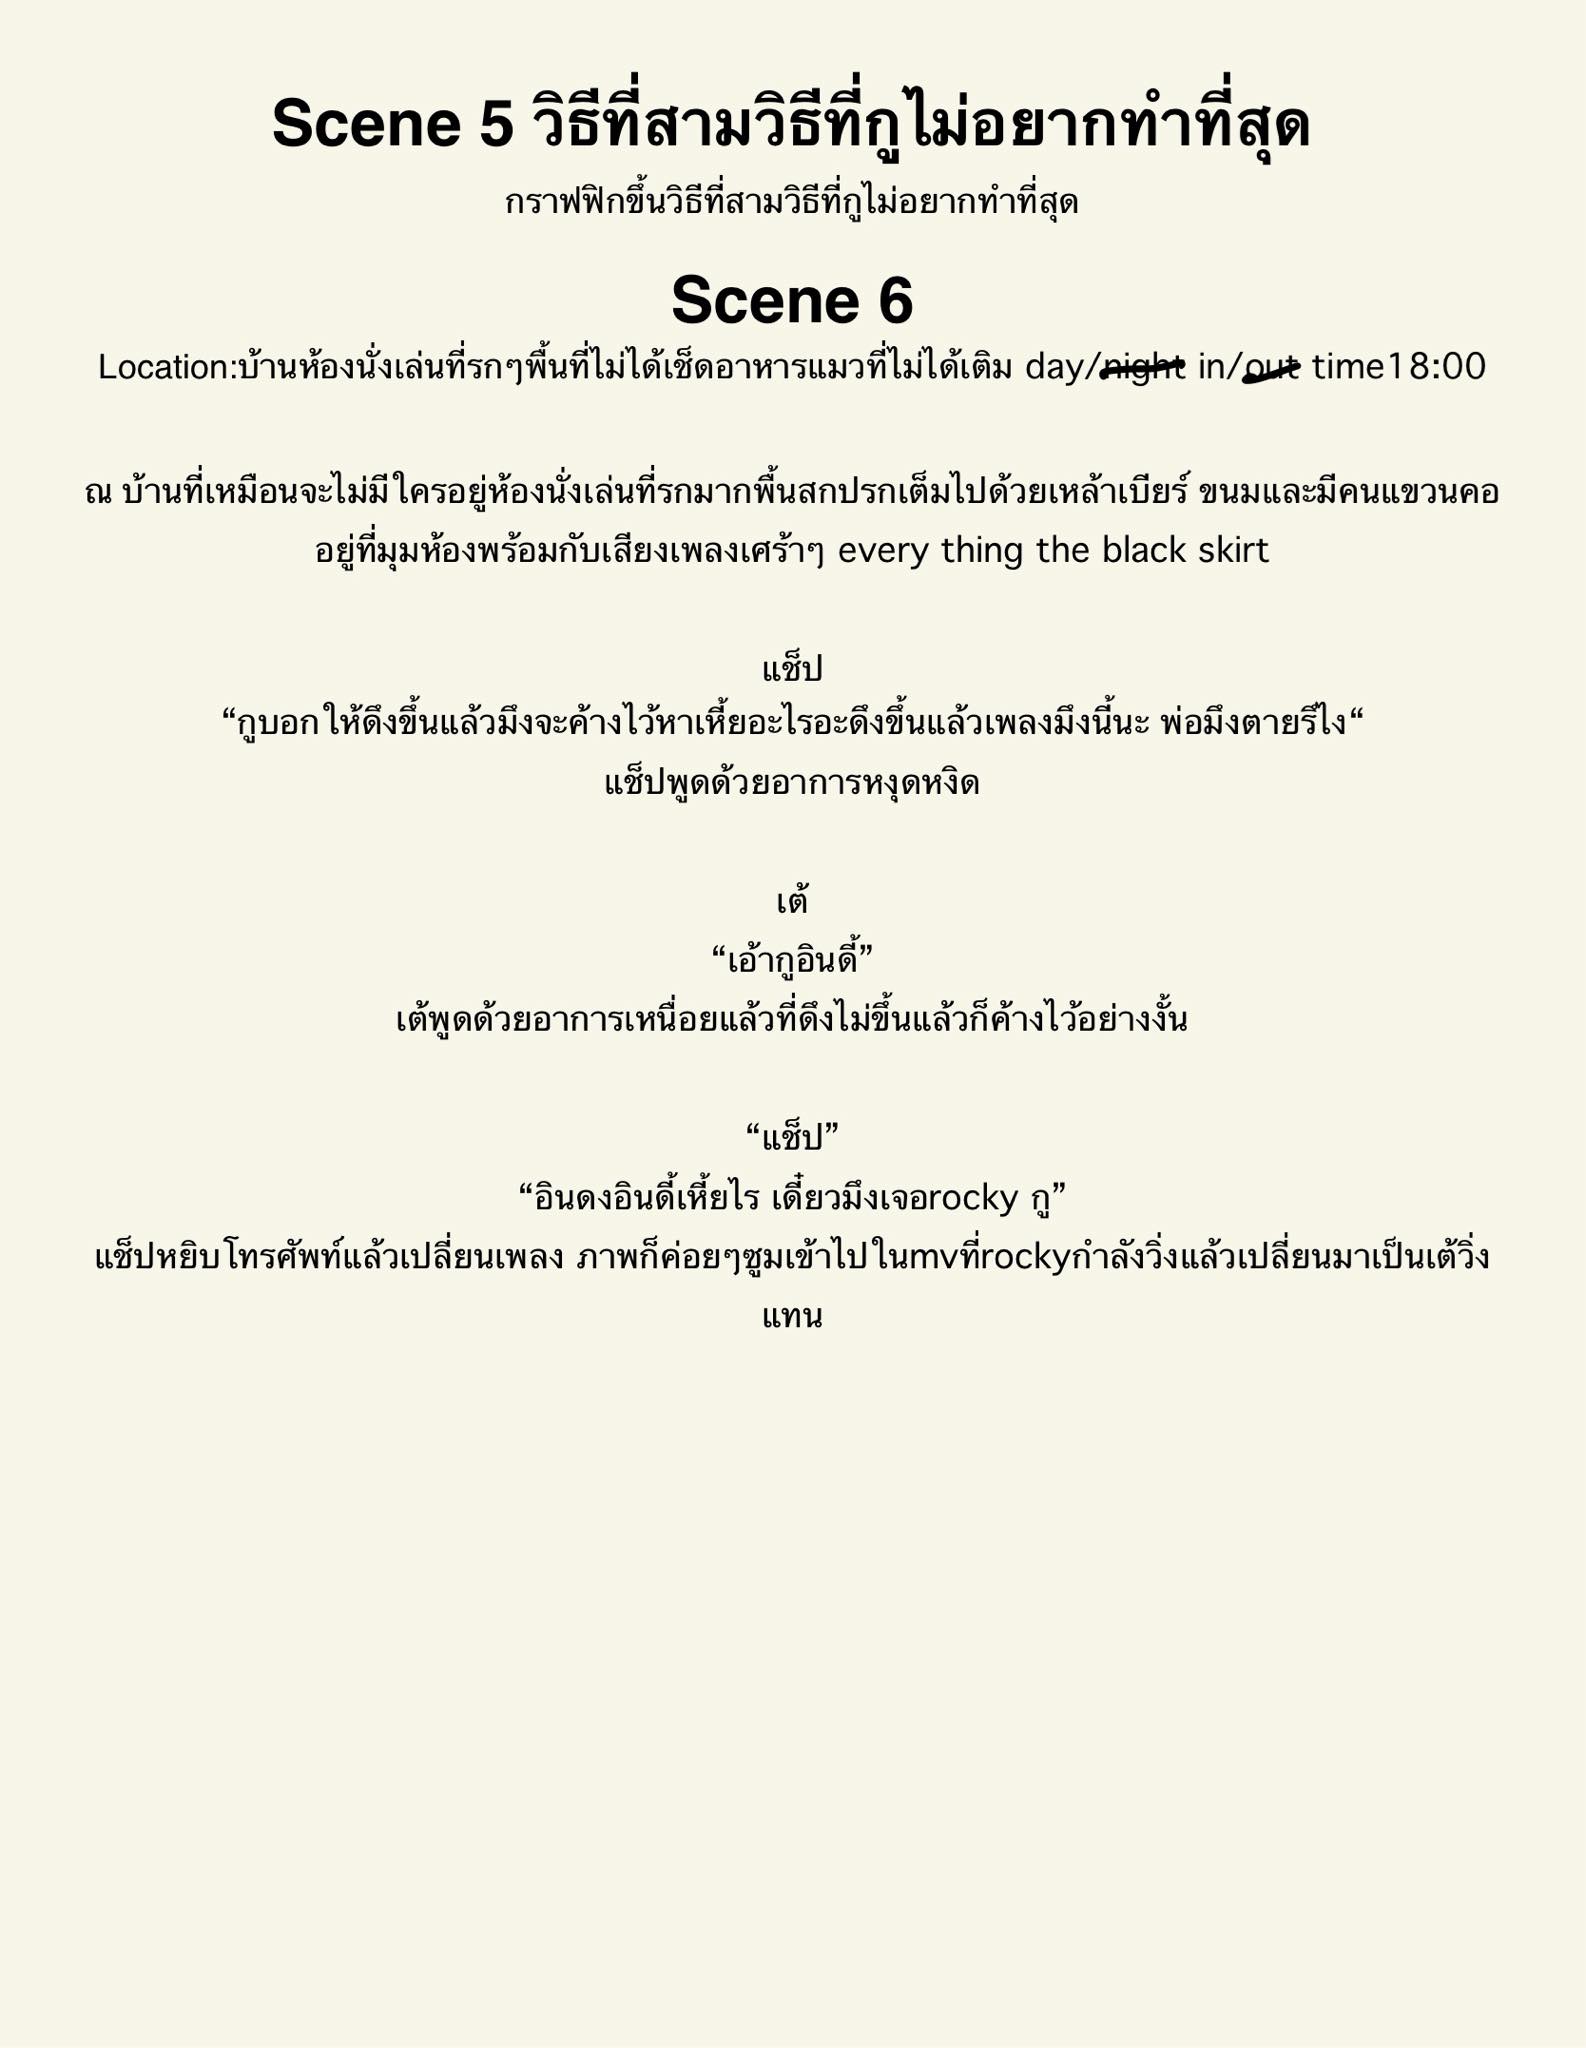 Scene 5 วิธีที่สามวิธีที่กูไม่อยากทำที่สุด
กราฟฟิกขึ้นวิธีที่สามวิธีที่กูไม่อยากทำที่สุด
Scene 6
Location:บ้านห้องนั่งเล่นที่รกๆพื้นที่ไม่ได้เช็ดอาหารแมวที่ไม่ได้เติม day/night in/out time18:00
ณ บ้านที่เหมือนจะไม่มีใครอยู่ห้องนั่งเล่นที่รกมากพื้นสกปรกเต็มไปด้วยเหล้าเบียร์ ขนมและมีคนแขวนคอ
อยู่ที่มุมห้องพร้อมกับเสียงเพลงเศร้าๆ every thing the black skirt
แช็ป
“กูบอกให้ดึงขึ้นแล้วมึงจะค้างไว้หาเหี้ยอะไรอะดึงขึ้นแล้วเพลงมึงนี้นะ พ่อมึงตายรึไง“
แช็ปพูดด้วยอาการหงุดหงิด
เต้
“เอ้ากูอินดี้”
เต้พูดด้วยอาการเหนื่อยแล้วที่ดึงไม่ขึ้นแล้วก็ค้างไว้อย่างงั้น
“แช็ป”
“อินดงอินดี้เหี้ยไร เดี๋ยวมึงเจอrocky กู”
แช็ปหยิบโทรศัพท์แล้วเปลี่ยนเพลง ภาพก็ค่อยๆซูมเข้าไปในmvที่rockyกำลังวิ่งแล้วเปลี่ยนมาเป็นเต้วิ่ง
แทน